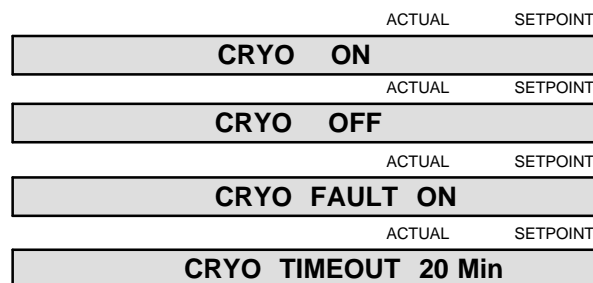 ACTUAL SETPOINT
CRYO ON
ACTUAL SETPOINT
CRYO OFF
ACTUAL SETPOINT
CRYO FAULT ON
ACTUAL SETPOINT
CRYO TIMEOUT 20 Min